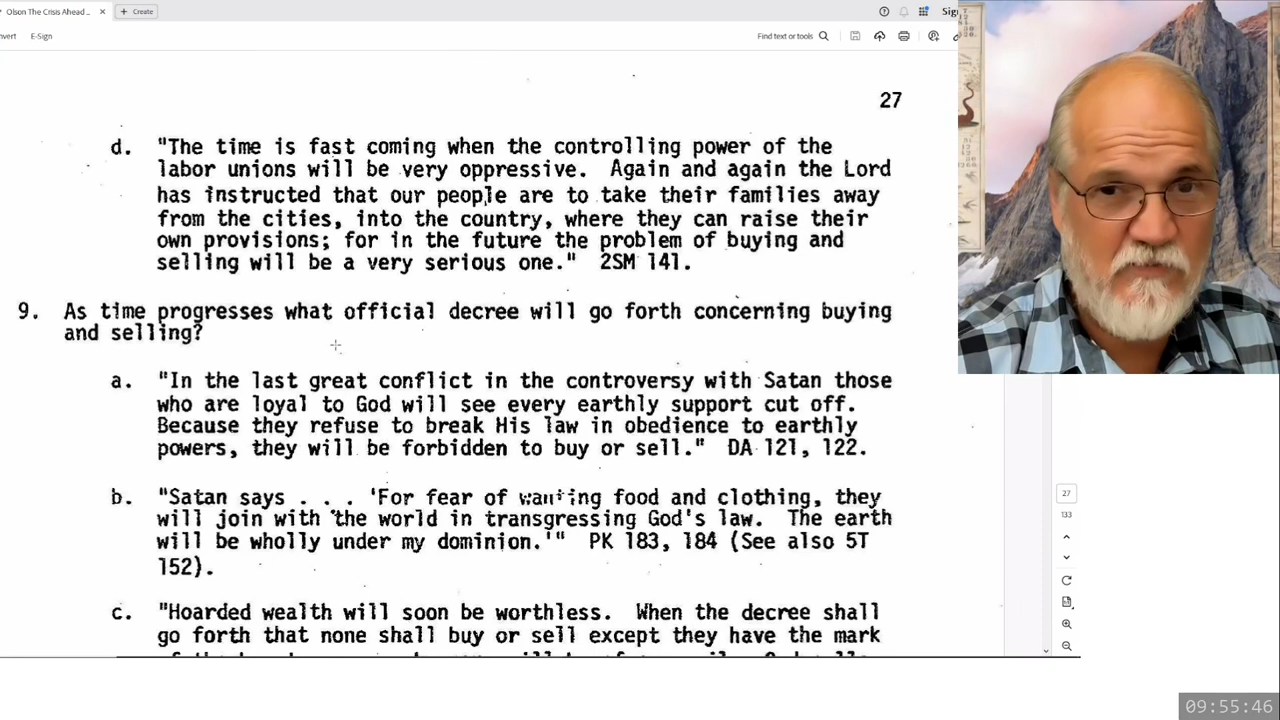 Olson The Crisis Ahead ...
Create
nvert
E-Sign
Find text or tools
27
d. "The time is fast coming when the controlling power of the
labor unions will be very oppressive. Again and again the Lord
has instructed that our people are to take their families away
from the cities, into the country, where they can raise their
own provisions; for in the future the problem of buying and
selling will be a very serious one." 2SM 141.
9. As time progresses what official decree will go forth concerning buying
and selling?
a. "In the last great conflict in the controversy with Satan those
who are loyal to God will see every earthly support cut off.
Because they refuse to break His law in obedience to earthly
powers, they will be forbidden to buy or sell." DA 121, 122.
b. "Satan says . . . 'For fear of wanting food and clothing, they
will join with the world in transgressing God's law. The earth
will be wholly under my dominion.'" PK 183, 184 (See also 5T
152).
c. "Hoarded wealth will soon be worthless. When the decree shall
go forth that none shall buy or sell except they have the mark
27
133
09:55:46